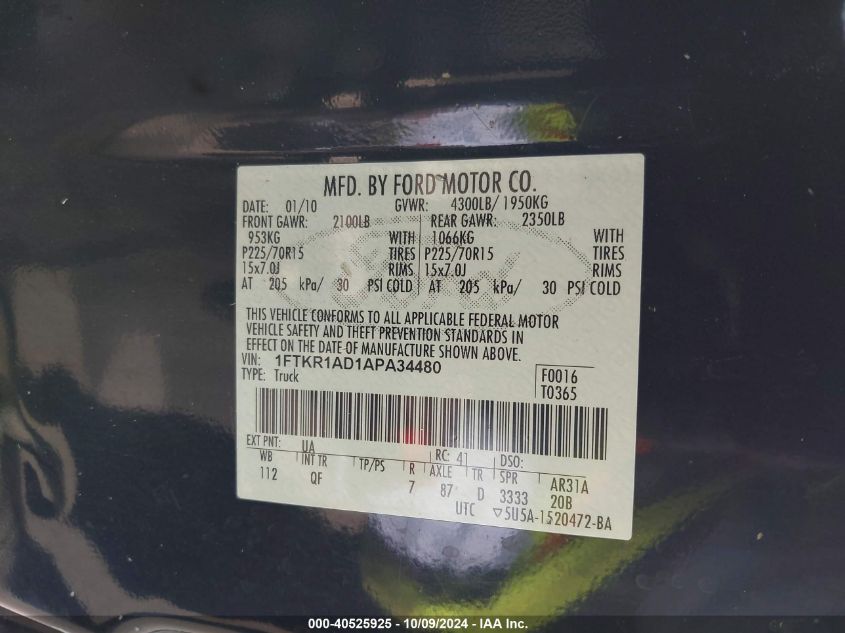 MFD. BY FORD MOTOR CO.
DATE: 01/10 GVWR: 4300LB/ 1950KG
FRONT GAWR: 2100LB REAR GAWR: 2350LB
953KG WITH 1066KG WITH
P225/70R15 TIRES P225/70R15 TIRES
15x7.0J RIMS 15x7.0J RIMS
AT 205 kPa/ 30 PSI COLD AT 205 kPa/ 30 PSI COLD
THIS VEHICLE CONFORMS TO ALL APPLICABLE FEDERAL MOTOR
VEHICLE SAFETY AND THEFT PREVENTION STANDARDS IN
EFFECT ON THE DATE OF MANUFACTURE SHOWN ABOVE.
VIN: 1FTKR1AD1APA34480
TYPE: Truck
F0016
T0365
EXT PNT: UA RC: 41 DSO:
WB INT TR TP/PS R AXLE TR SPR AR31A
112 QF 7 87 D 3333 20B
UTC ▽5U5A-1520472-BA
000-40525925 - 10/09/2024 - IAA Inc.